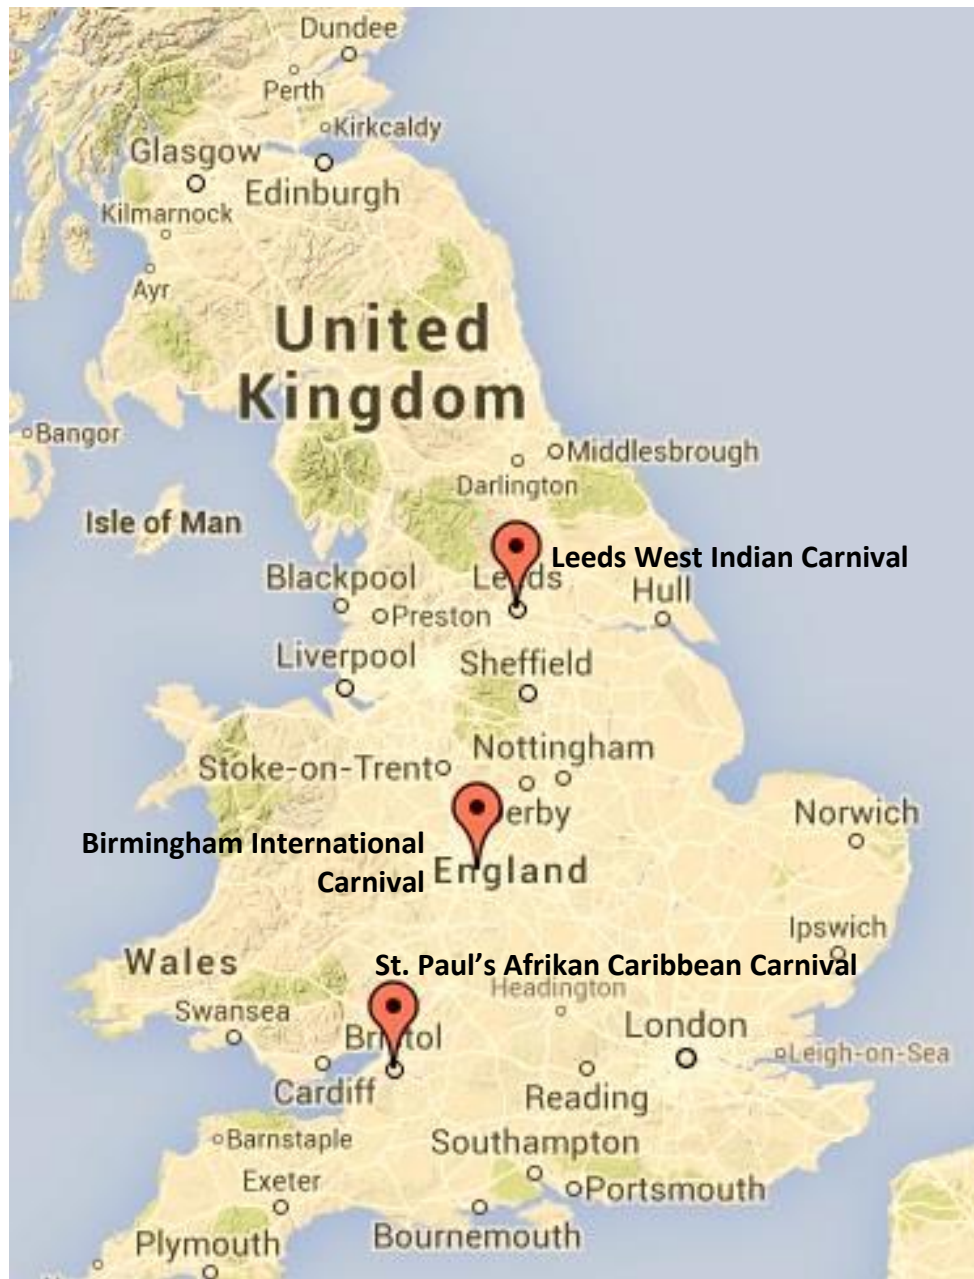 Dundee
Perth
Kirkcaldy
Glasgow
Edinburgh
Kilmarnock
Ayr
United
Kingdom
Bangor
Middlesbrough
Darlington
Isle of Man
Leeds West Indian Carnival
Blackpool
Leeds
Hull
Preston
Liverpool
Sheffield
Nottingham
Stoke-on-Trent
Derby
Norwich
Birmingham International
Carnival
England
Ipswich
Wales
St. Paul's Afrikan Caribbean Carnival
Headington
Swansea
Bristol
London
Leigh-on-Sea
Cardiff
Reading
Barnstaple
Southampton
Exeter
Portsmouth
Plymouth
Bournemouth